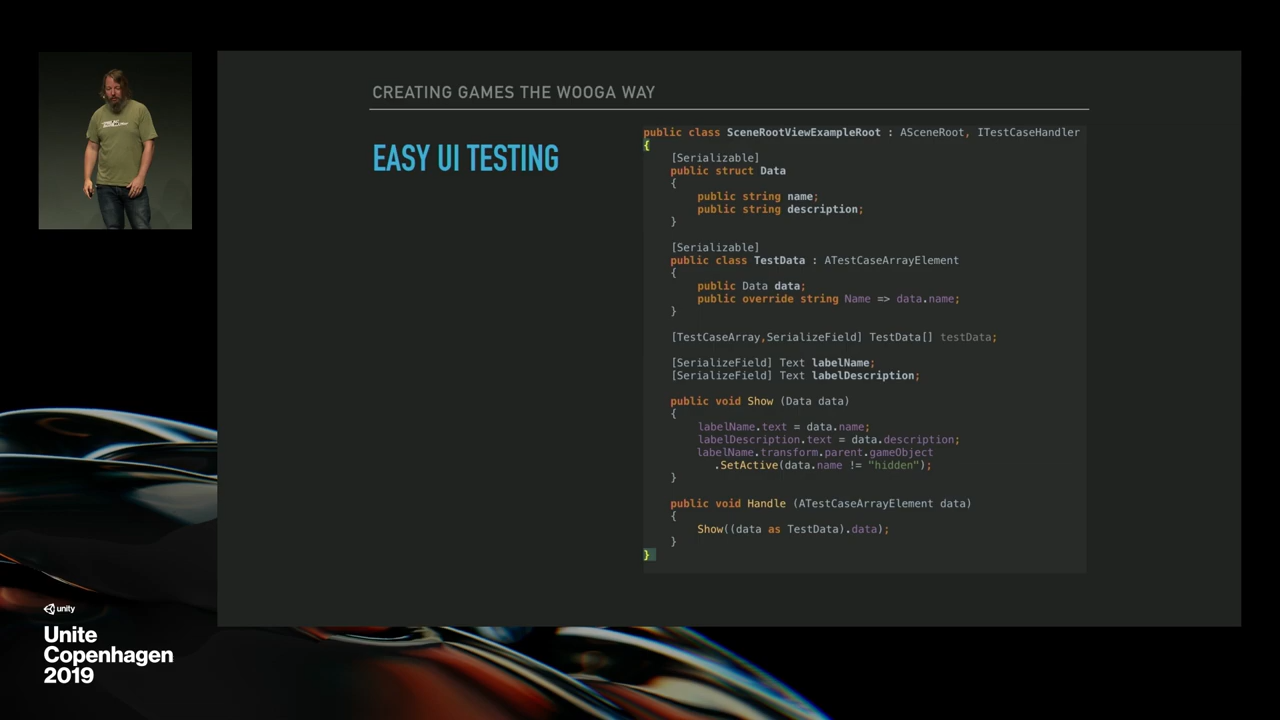 CREATING GAMES THE WOOGA WAY
EASY UI TESTING
public class SceneRootViewExampleRoot : ASceneRoot, ITestCaseHandler
{
[Serializable]
public struct Data
{
public string name;
public string description;
}
[Serializable]
public class TestData : ATestCaseArrayElement
{
public Data data;
public override string Name => data.name;
}
[TestCaseArray,SerializeField] TestData[] testData;
[SerializeField] Text labelName;
[SerializeField] Text labelDescription;
public void Show (Data data)
{
labelName.text = data.name;
labelDescription.text = data.description;
labelName.transform.parent.gameObject
.SetActive(data.name != "hidden");
}
public void Handle (ATestCaseArrayElement data)
{
Show((data as TestData).data);
}
}
unity
Unite
Copenhagen
2019